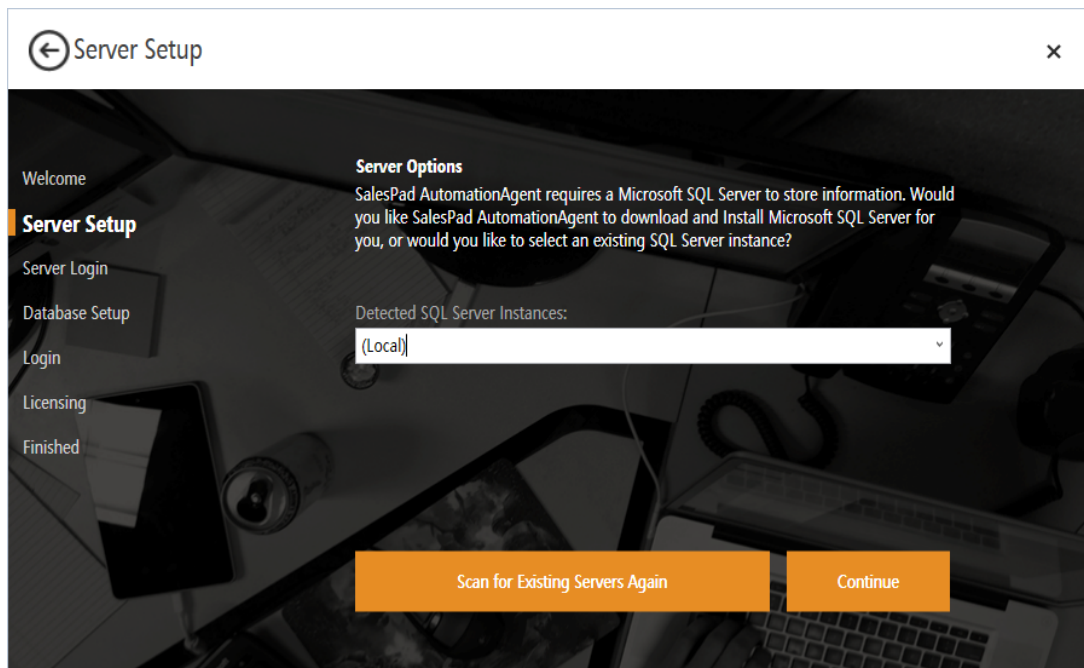 Server Setup
Welcome
Server Setup
Server Login
Database Setup
Login
Licensing
Finished
Server Options
SalesPad AutomationAgent requires a Microsoft SQL Server to store information. Would
you like SalesPad AutomationAgent to download and Install Microsoft SQL Server for
you, or would you like to select an existing SQL Server instance?
Detected SQL Server Instances:
(Local)
Scan for Existing Servers Again
Continue